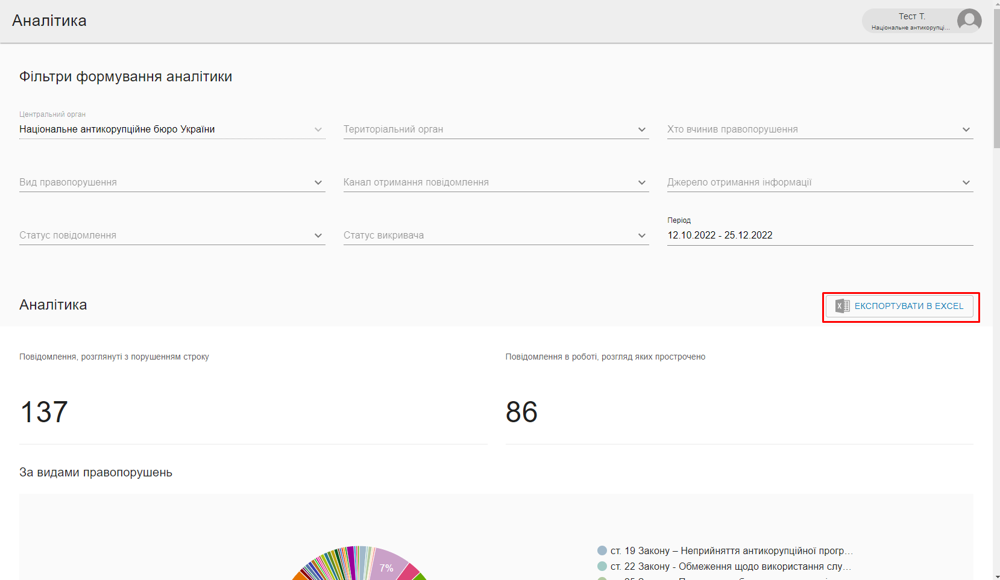 Аналітика
Тест Т.
Національне антикорупці...
Фільтри формування аналітики
Центральний орган
Національне антикорупційне бюро України
Територіальний орган
Хто вчинив правопорушення
Вид правопорушення
Канал отримання повідомлення
Джерело отримання інформації
Статус повідомлення
Статус викривача
Період
12.10.2022 - 25.12.2022
Аналітика
ЕКСПОРТУВАТИ В EXCEL
Повідомлення, розглянуті з порушенням строку
Повідомлення в роботі, розгляд яких прострочено
137
86
За видами правопорушень
7%
ст. 19 Закону – Неприйняття антикорупційної прогр...
ст. 22 Закону - Обмеження щодо використання слу...